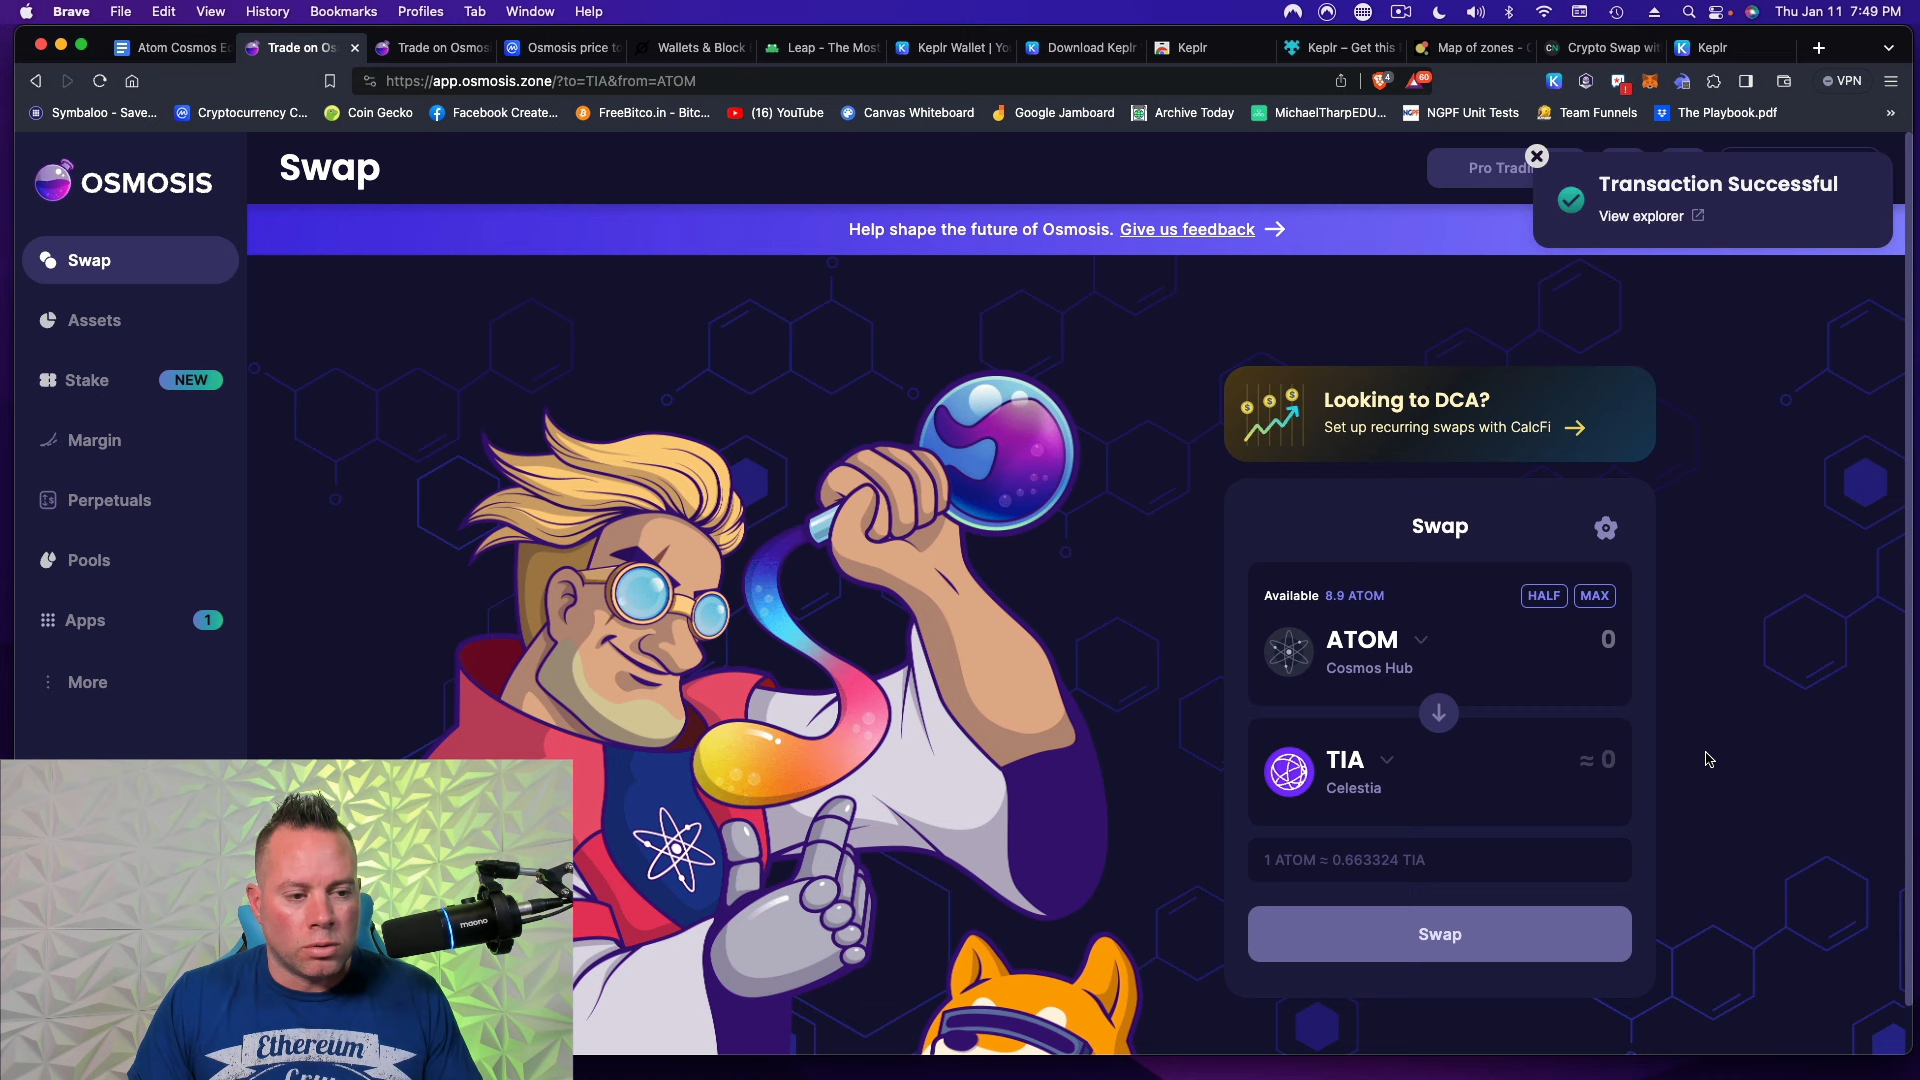 Brave File Edit View History Bookmarks Profiles Tab Window Help Thu Jan 11 7:49 PM
Atom Cosmos Ec Trade on Os Trade on Osmos Osmosis price to Wallets & Block Leap - The Most Keplr Wallet | Yo Download Keplr Keplr Keplr – Get this Map of zones - Crypto Swap wit Keplr
https://app.osmosis.zone/?to=TIA&from=ATOM 4 60 VPN
Symbaloo - Save... Cryptocurrency C... Coin Gecko Facebook Create... FreeBitco.in - Bitc... (16) YouTube Canvas Whiteboard Google Jamboard Archive Today MichaelTharpEDU... NGPF Unit Tests Team Funnels The Playbook.pdf
OSMOSIS
Swap
Pro Tradi
Transaction Successful
View explorer
Help shape the future of Osmosis. Give us feedback
Swap
Assets
Stake NEW
Margin
Perpetuals
Pools
Apps 1
More
Looking to DCA?
Set up recurring swaps with CalcFi
Swap
Available 8.9 ATOM HALF MAX
ATOM 0
Cosmos Hub
TIA ≈ 0
Celestia
1 ATOM ≈ 0.663324 TIA
Swap
maono
Ethereum